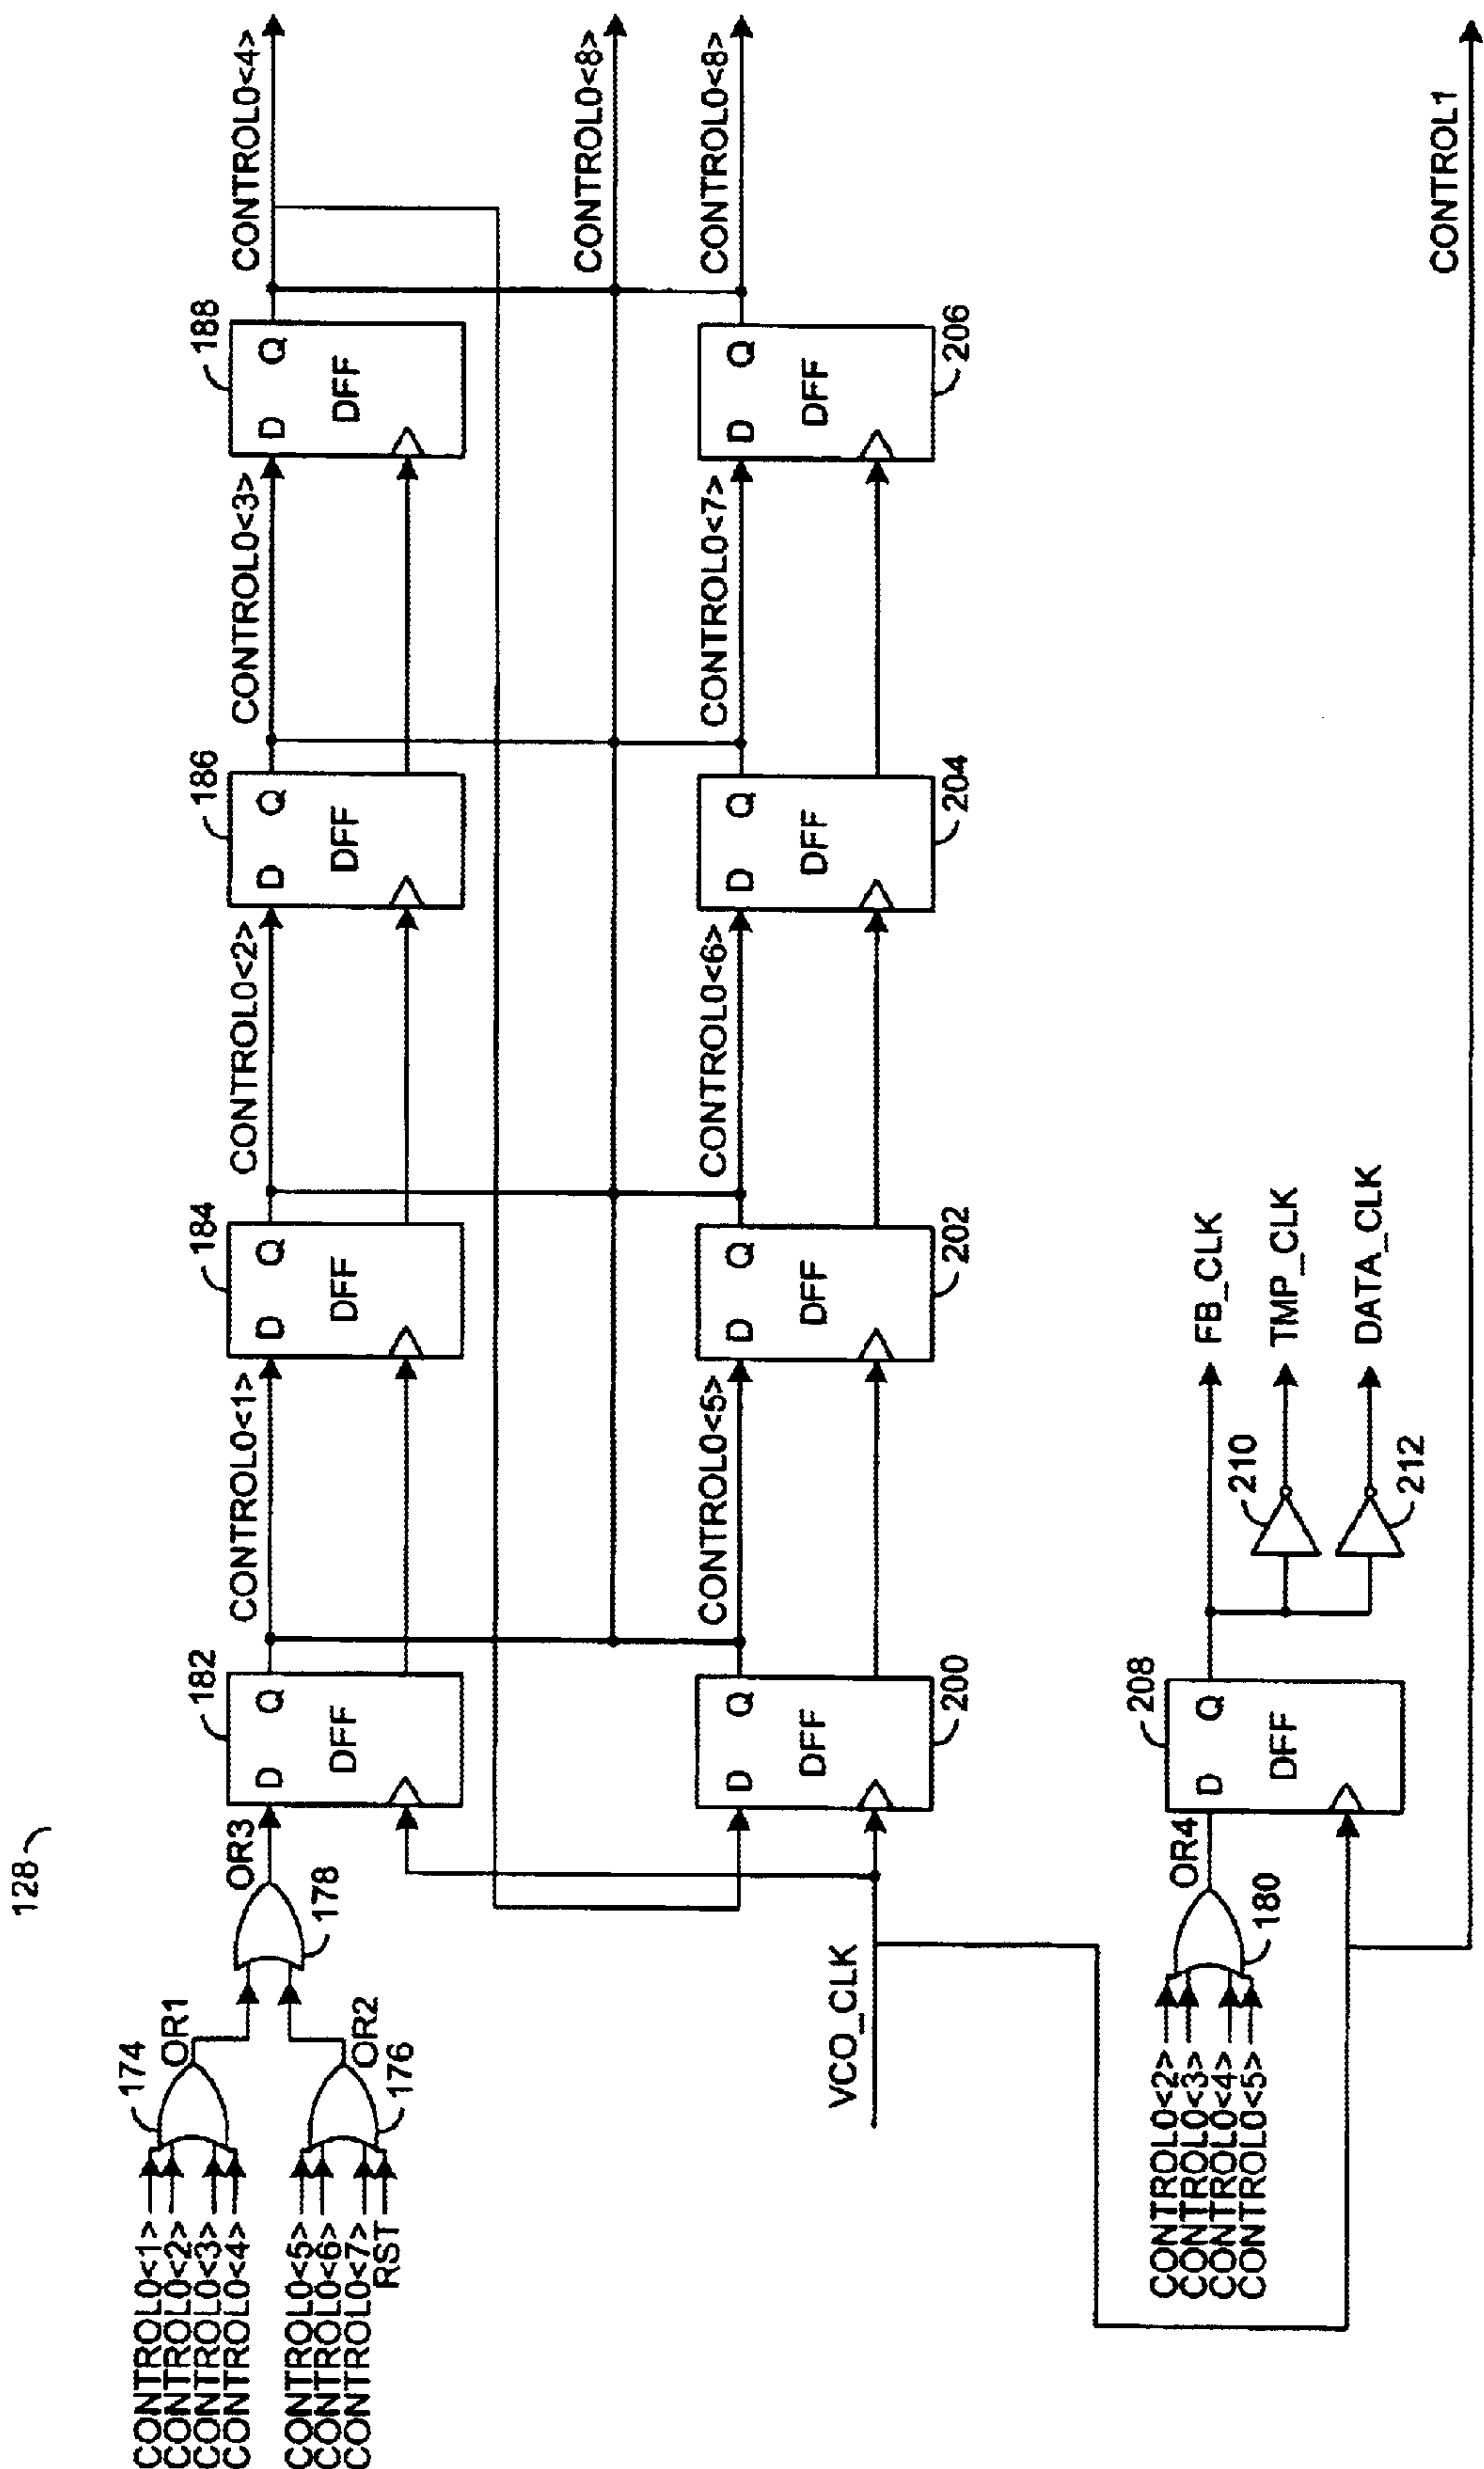 128
CONTROL0<1>
CONTROL0<2>
CONTROL0<3>
CONTROL0<4>
174
OR1
CONTROL0<5>
CONTROL0<6>
CONTROL0<7>
RST
OR2
176
178
OR3
182
D Q
DFF
CONTROL0<1>
184
D Q
DFF
CONTROL0<2>
186
D Q
DFF
CONTROL0<3>
188
D Q
DFF
CONTROL0<4>
CONTROL0<8>
VCO_CLK
D Q
DFF
200
CONTROL0<5>
D Q
DFF
202
CONTROL0<6>
D Q
DFF
204
CONTROL0<7>
D Q
DFF
206
CONTROL0<8>
CONTROL0<2>
CONTROL0<3>
CONTROL0<4>
CONTROL0<5>
180
OR4
208
D Q
DFF
FB_CLK
210
TMP_CLK
212
DATA_CLK
CONTROL1